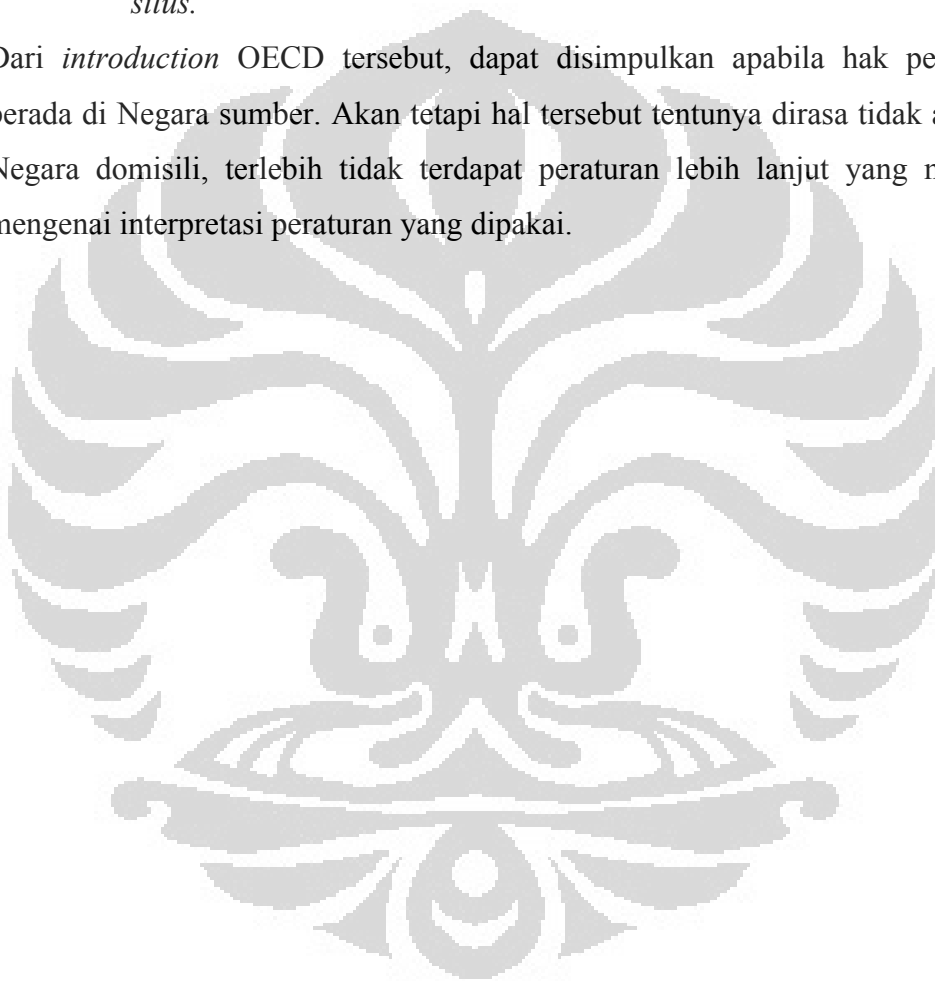 situs.
Dari introduction OECD tersebut, dapat disimpulkan apabila hak pe
berada di Negara sumber. Akan tetapi hal tersebut tentunya dirasa tidak a
Negara domisili, terlebih tidak terdapat peraturan lebih lanjut yang m
mengenai interpretasi peraturan yang dipakai.